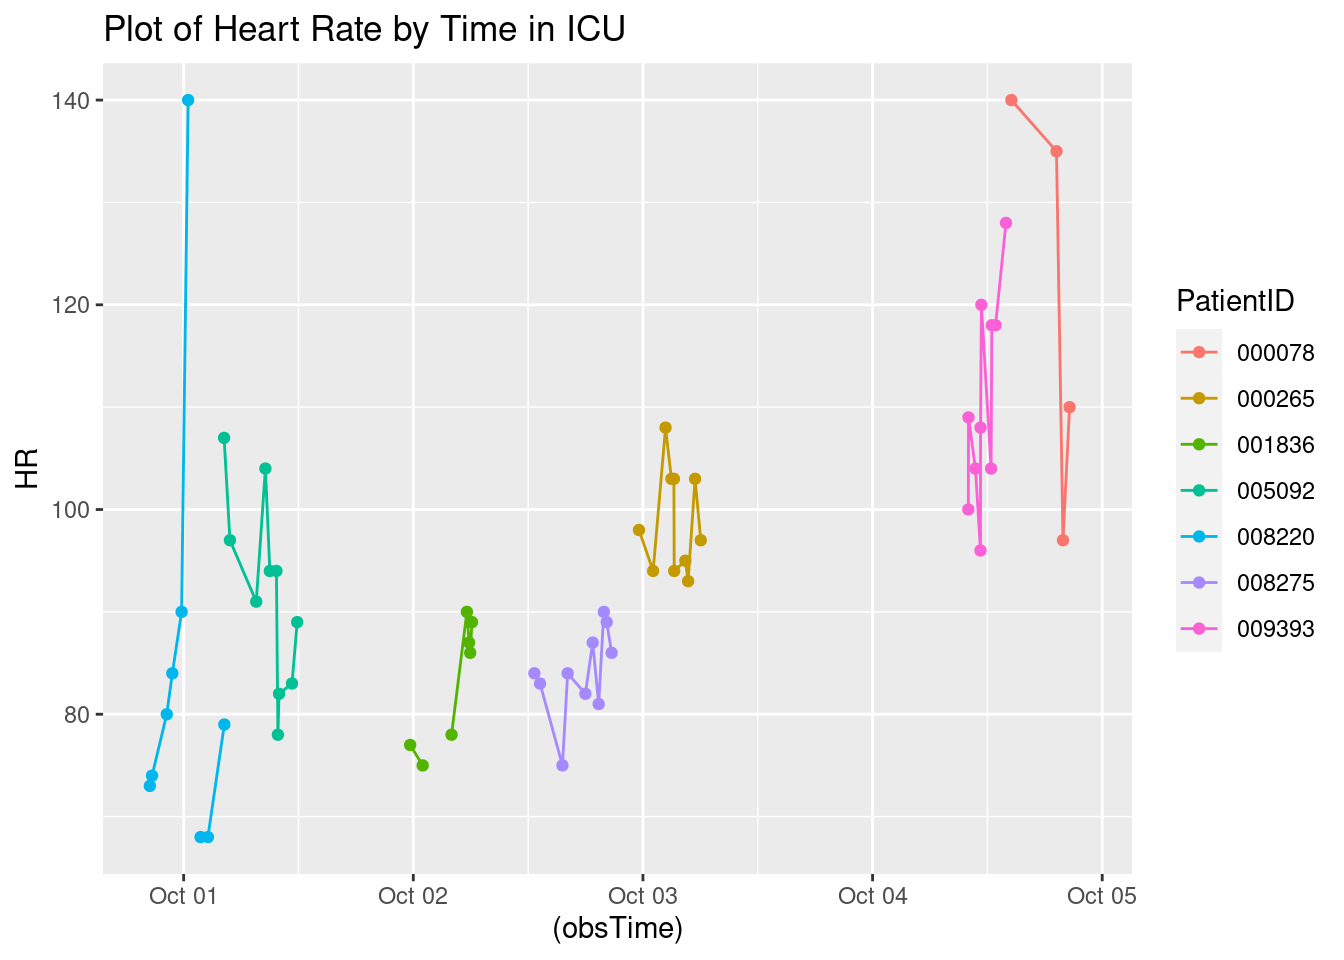 Plot of Heart Rate by Time in ICU
140
120
100
80
HR
Oct 01
Oct 02
Oct 03
Oct 04
Oct 05
(obsTime)
PatientID
000078
000265
001836
005092
008220
008275
009393